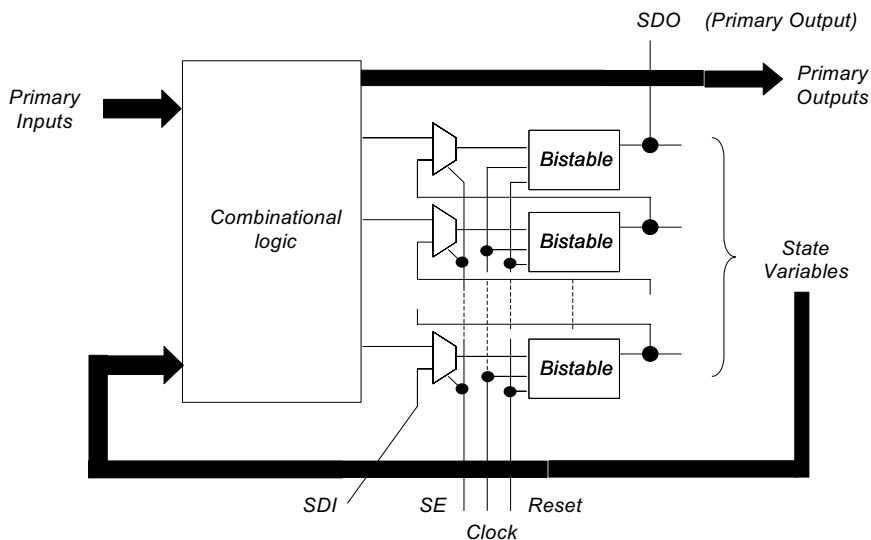 SDO (Primary Output)
Primary
Inputs
Primary
Outputs
Bistable
Combinational
logic
Bistable
State
Variables
Bistable
SDI
SE
Reset
Clock